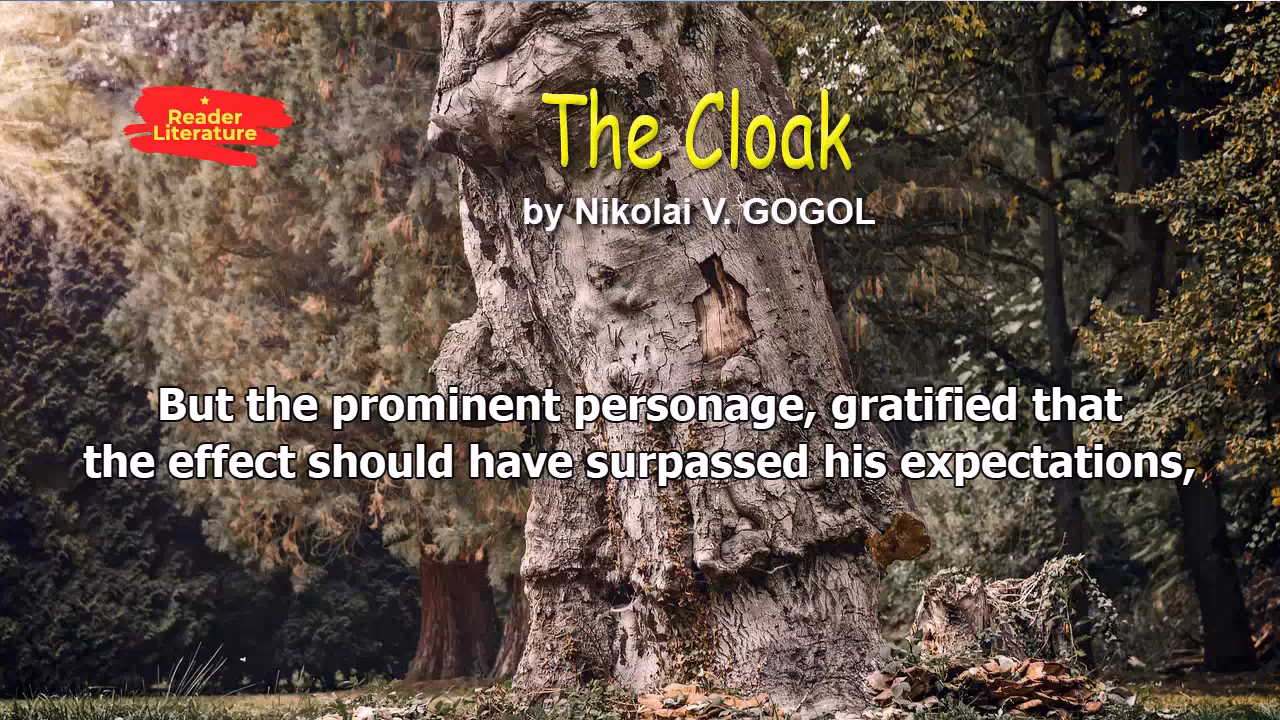 Reader
Literature
The Cloak
by Nikolai V. GOGOL
But the prominent personage, gratified that
the effect should have surpassed his expectations,